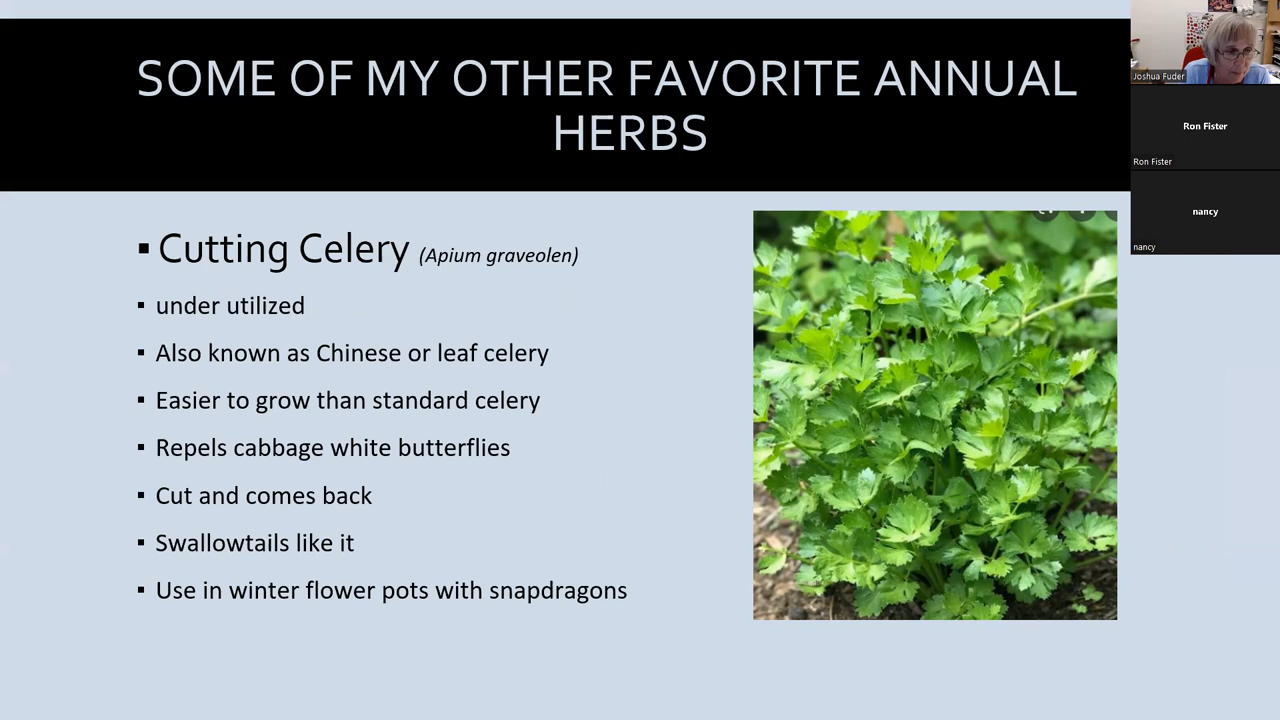 SOME OF MY OTHER FAVORITE ANNUAL
HERBS
▪ Cutting Celery (Apium graveolen)
▪ under utilized
▪ Also known as Chinese or leaf celery
▪ Easier to grow than standard celery
▪ Repels cabbage white butterflies
▪ Cut and comes back
▪ Swallowtails like it
▪ Use in winter flower pots with snapdragons
Joshua Fuder
Ron Fister
Ron Fister
nancy
nancy